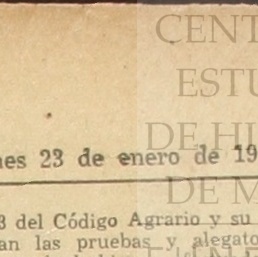 CENT
ESTU
DE HI
nes 23 de enero de 19
DE M
3 del Código Agrario y su
an las pruebas y alegato